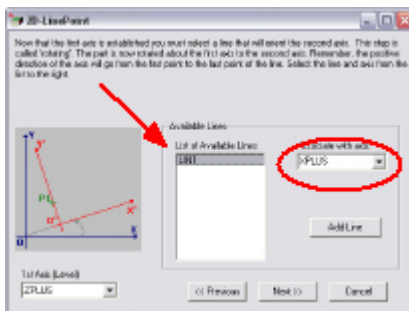 2D-LinePoint
Now that the first axis is established you must select a line that will orient the second axis. This step is
called 'rotating'. The part is now rotated about the first axis to the second axis. Remember, the positive
direction of the axis will go from the first point to the last point of the line. Select the line and axis from the
list to the right.
Available Lines
List of Available Lines:
Associate with axis:
LIN1
XPLUS
Add Line
Y
Y'
X'
X
1st Axis (Level)
ZPLUS
<< Previous
Next >>
Cancel